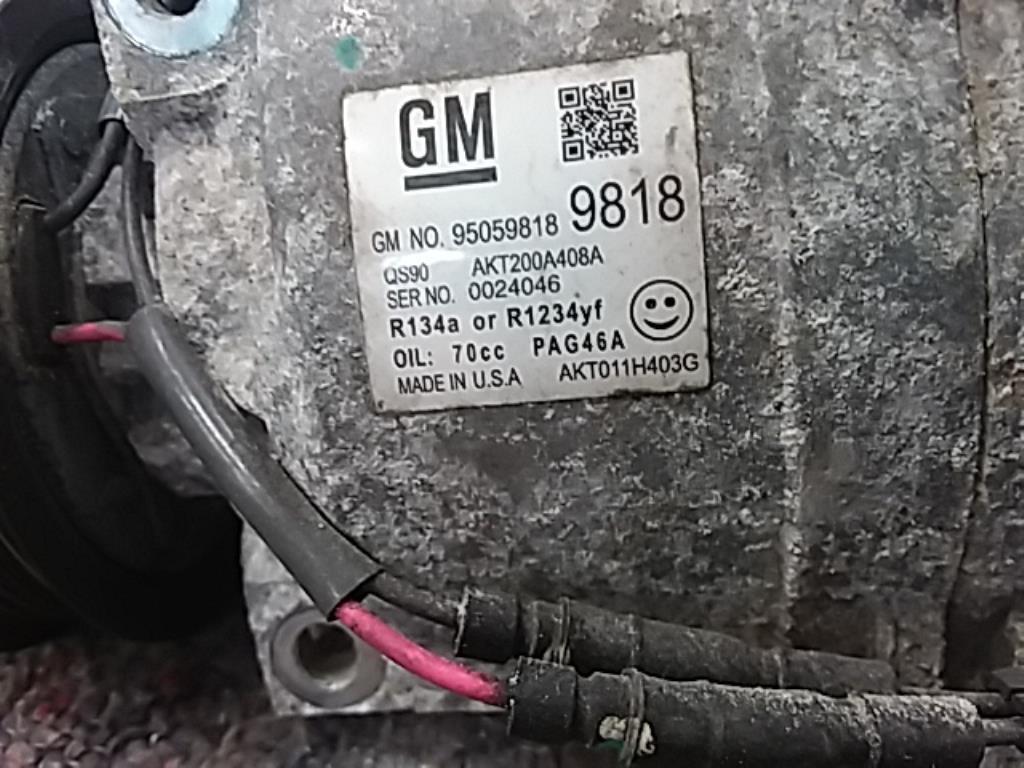 GM
9818
GM NO. 95059818
QS90 AKT200A408A
SER NO. 0024046
R134a or R1234yf
OIL: 70cc PAG46A
MADE IN U.S.A AKT011H403G